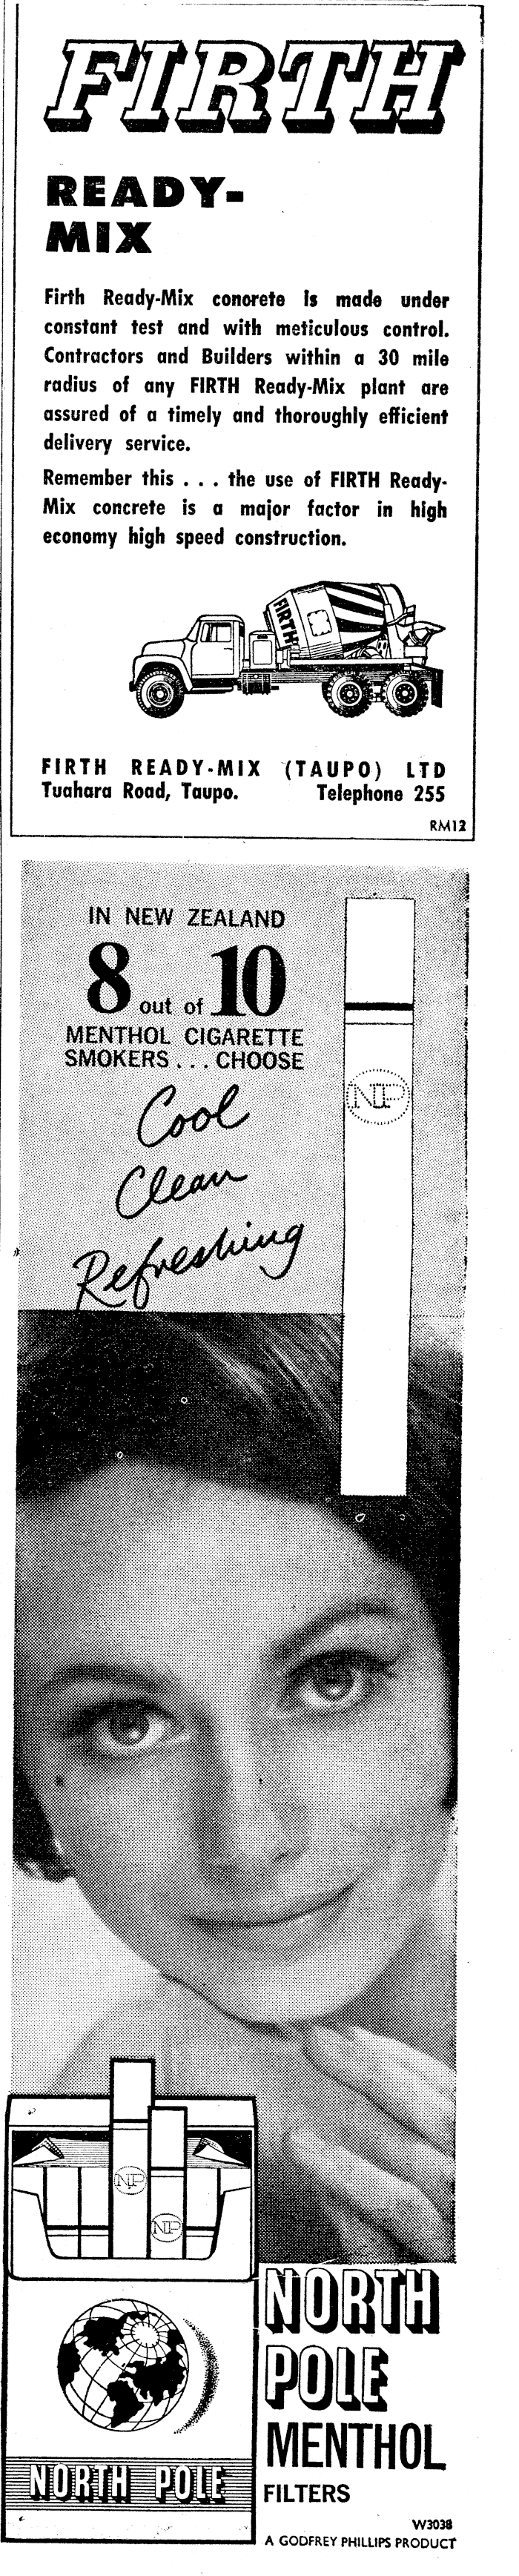 FIRTH
READY-
MIX
Firth Ready-Mix concrete is made under
constant test and with meticulous control.
Contractors and Builders within a 30 mile
radius of any FIRTH Ready-Mix plant are
assured of a timely and thoroughly efficient
delivery service.
Remember this . . . the use of FIRTH Ready-
Mix concrete is a major factor in high
economy high speed construction.
FIRTH
FIRTH READY-MIX (TAUPO) LTD
Tuahara Road, Taupo. Telephone 255
RM12
IN NEW ZEALAND
8 out of 10
MENTHOL CIGARETTE
SMOKERS . . . CHOOSE
Cool
Clean
Refreshing
NP
NP
NP
NORTH POLE
NORTH
POLE
MENTHOL
FILTERS
W3038
A GODFREY PHILLIPS PRODUCT